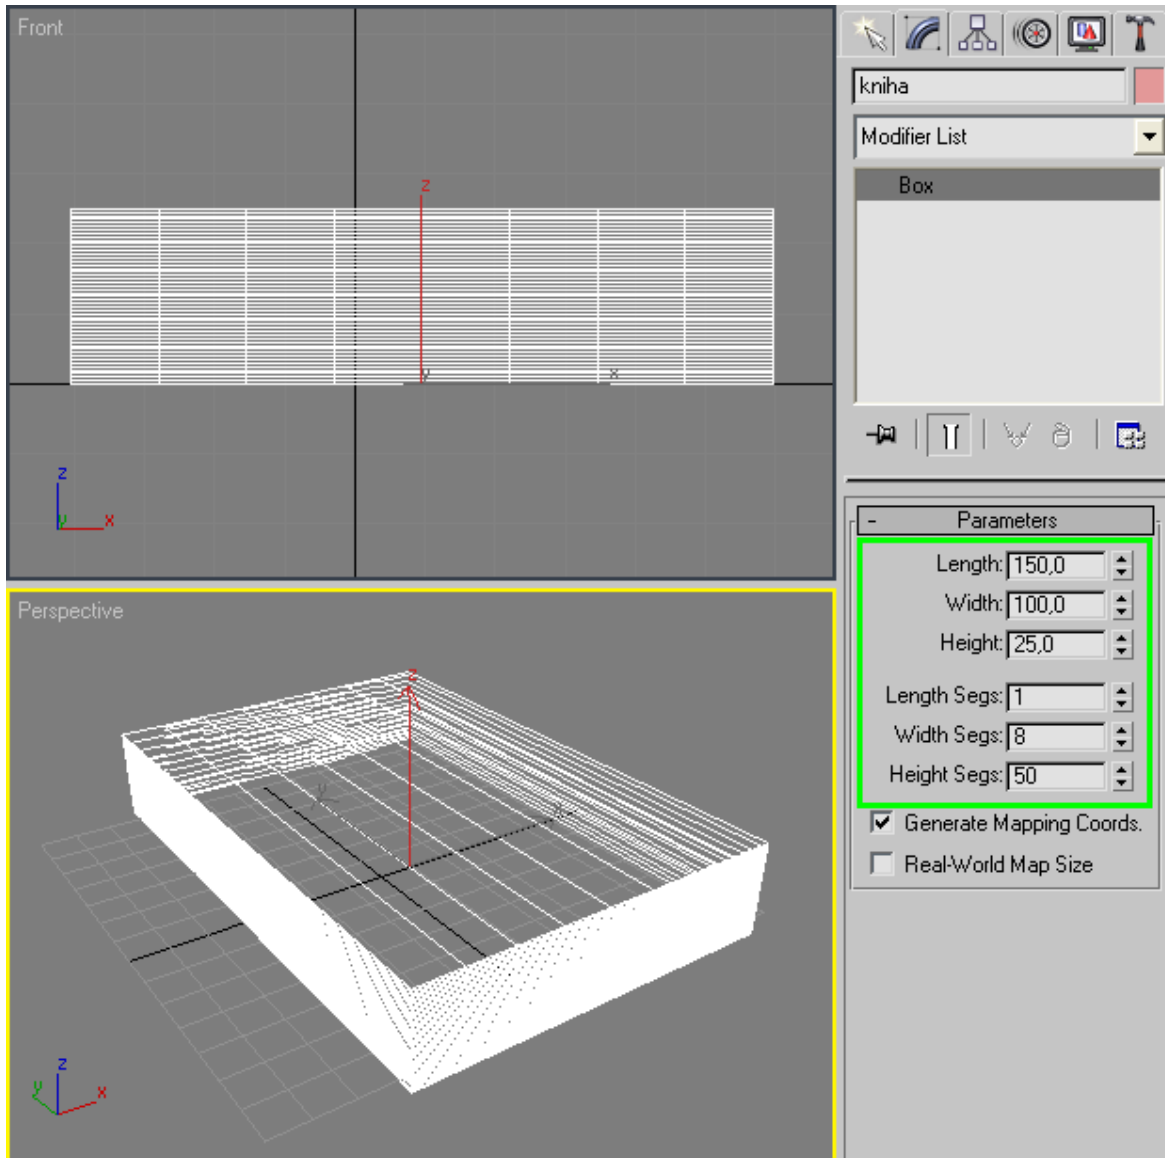 Front
z
y
x
z
y
x
Perspective
z
y
x
z
y
x
kniha
Modifier List
Box
- Parameters
Length: 150,0
Width: 100,0
Height: 25,0
Length Segs: 1
Width Segs: 8
Height Segs: 50
Generate Mapping Coords.
Real-World Map Size